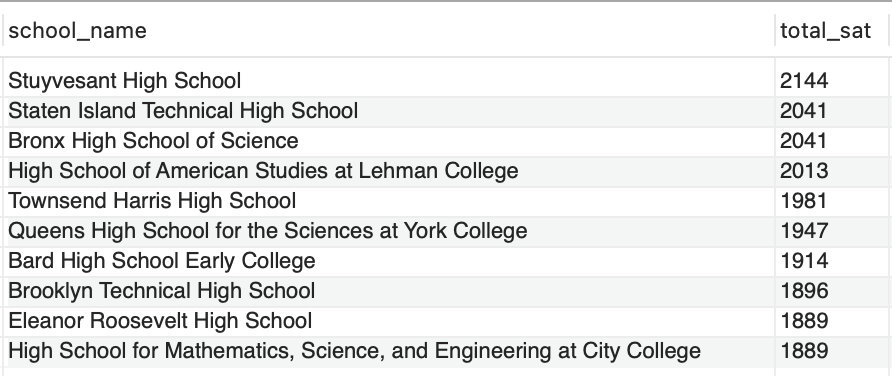 school_name total_sat
Stuyvesant High School 2144
Staten Island Technical High School 2041
Bronx High School of Science 2041
High School of American Studies at Lehman College 2013
Townsend Harris High School 1981
Queens High School for the Sciences at York College 1947
Bard High School Early College 1914
Brooklyn Technical High School 1896
Eleanor Roosevelt High School 1889
High School for Mathematics, Science, and Engineering at City College 1889